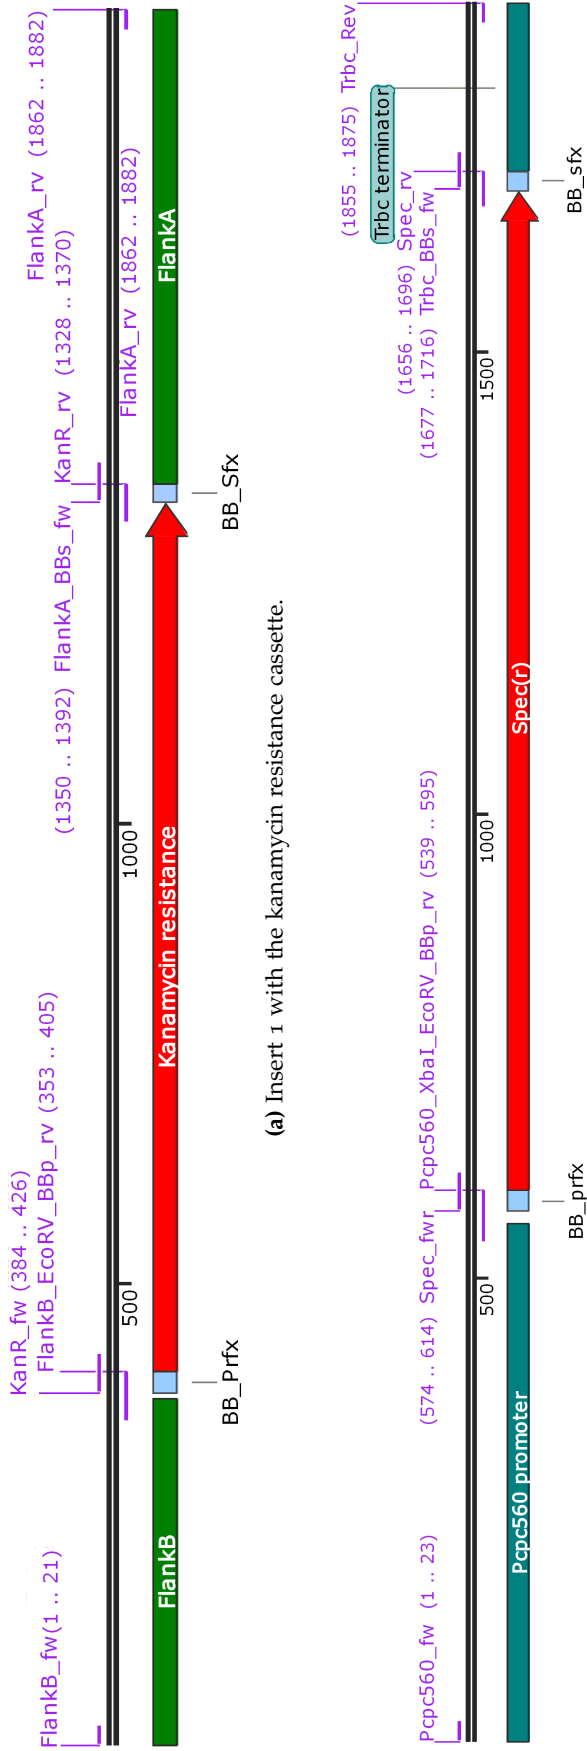 FlankB_fw(1 .. 21)
KanR_fw (384 .. 426)
FlankB_EcoRV_BBp_rv (353 .. 405)
(1350 .. 1392) FlankA_BBs_fw
KanR_rv (1328 .. 1370)
FlankA_rv (1862 .. 1882)
FlankA_rv (1862 .. 1882)
500
1000
FlankB
Kanamycin resistance
FlankA
BB_Prfx
BB_Sfx
(a) Insert 1 with the kanamycin resistance cassette.
Pcpc560_fw (1 .. 23)
(574 .. 614) Spec_fwr
Pcpc560_XbaI_EcoRV_BBp_rv (539 .. 595)
(1656 .. 1696) Spec_rv
(1677 .. 1716) Trbc_BBs_fw
(1855 .. 1875) Trbc_Rev
Trbc terminator
500
1000
1500
Pcpc560 promoter
Spec(r)
BB_prfx
BB_sfx